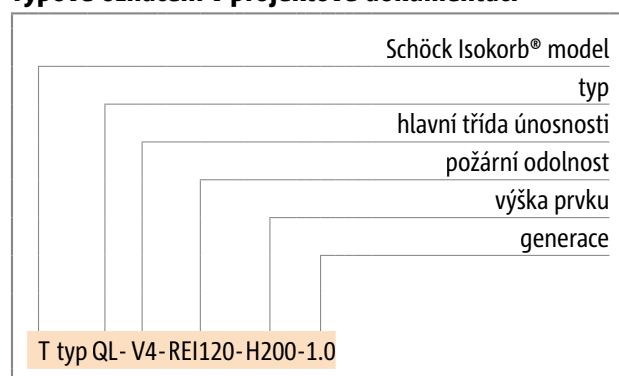 Typové označení v projektové dokumentaci
Schöck Isokorb® model
typ
hlavní třída únosnosti
požární odolnost
výška prvku
generace
T typ QL- V4-REI120-H200-1.0